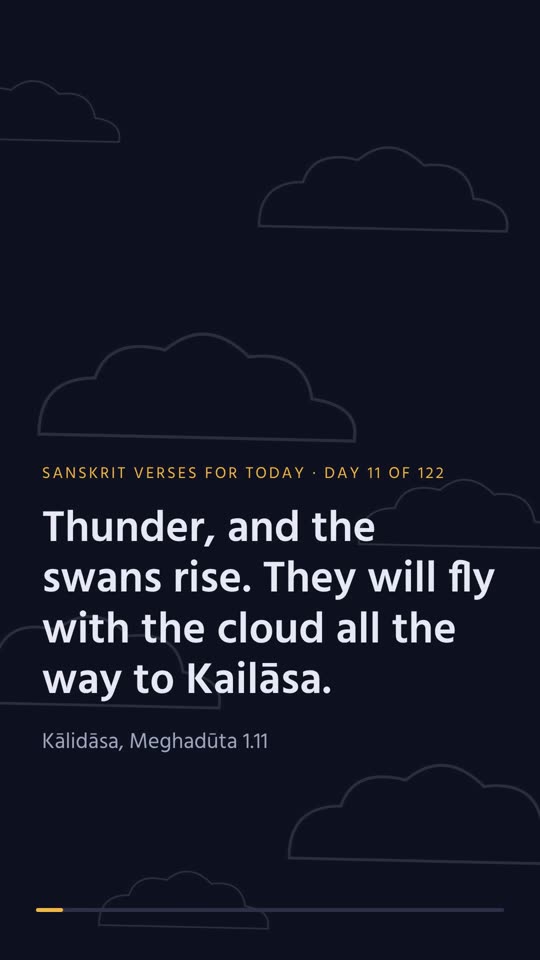 SANSKRIT VERSES FOR TODAY · DAY 11 OF 122
Thunder, and the
swans rise. They will fly
with the cloud all the
way to Kailāsa.
Kālidāsa, Meghadūta 1.11